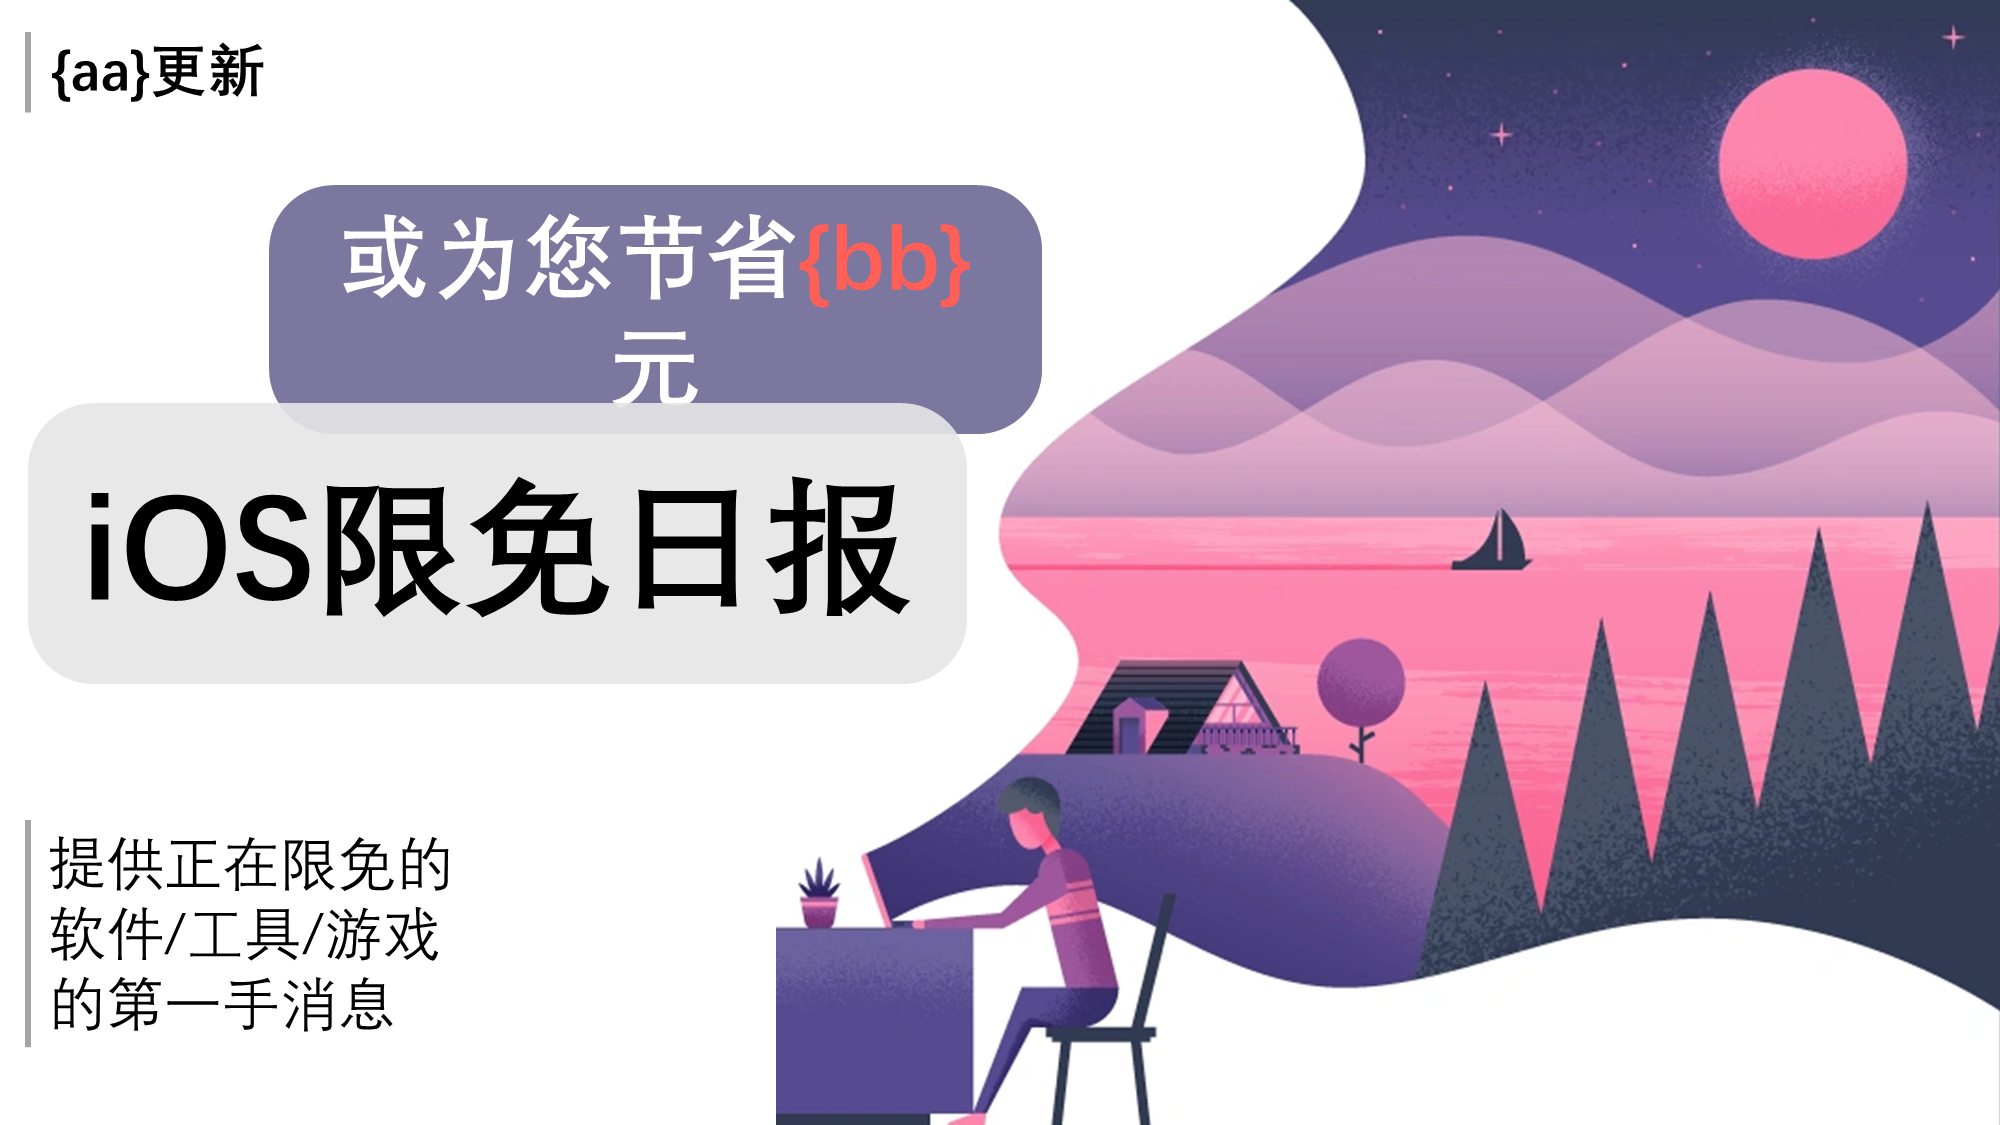 {aa}更新
或为您节省{bb}
元
iOS限免日报
提供正在限免的
软件/工具/游戏
的第一手消息